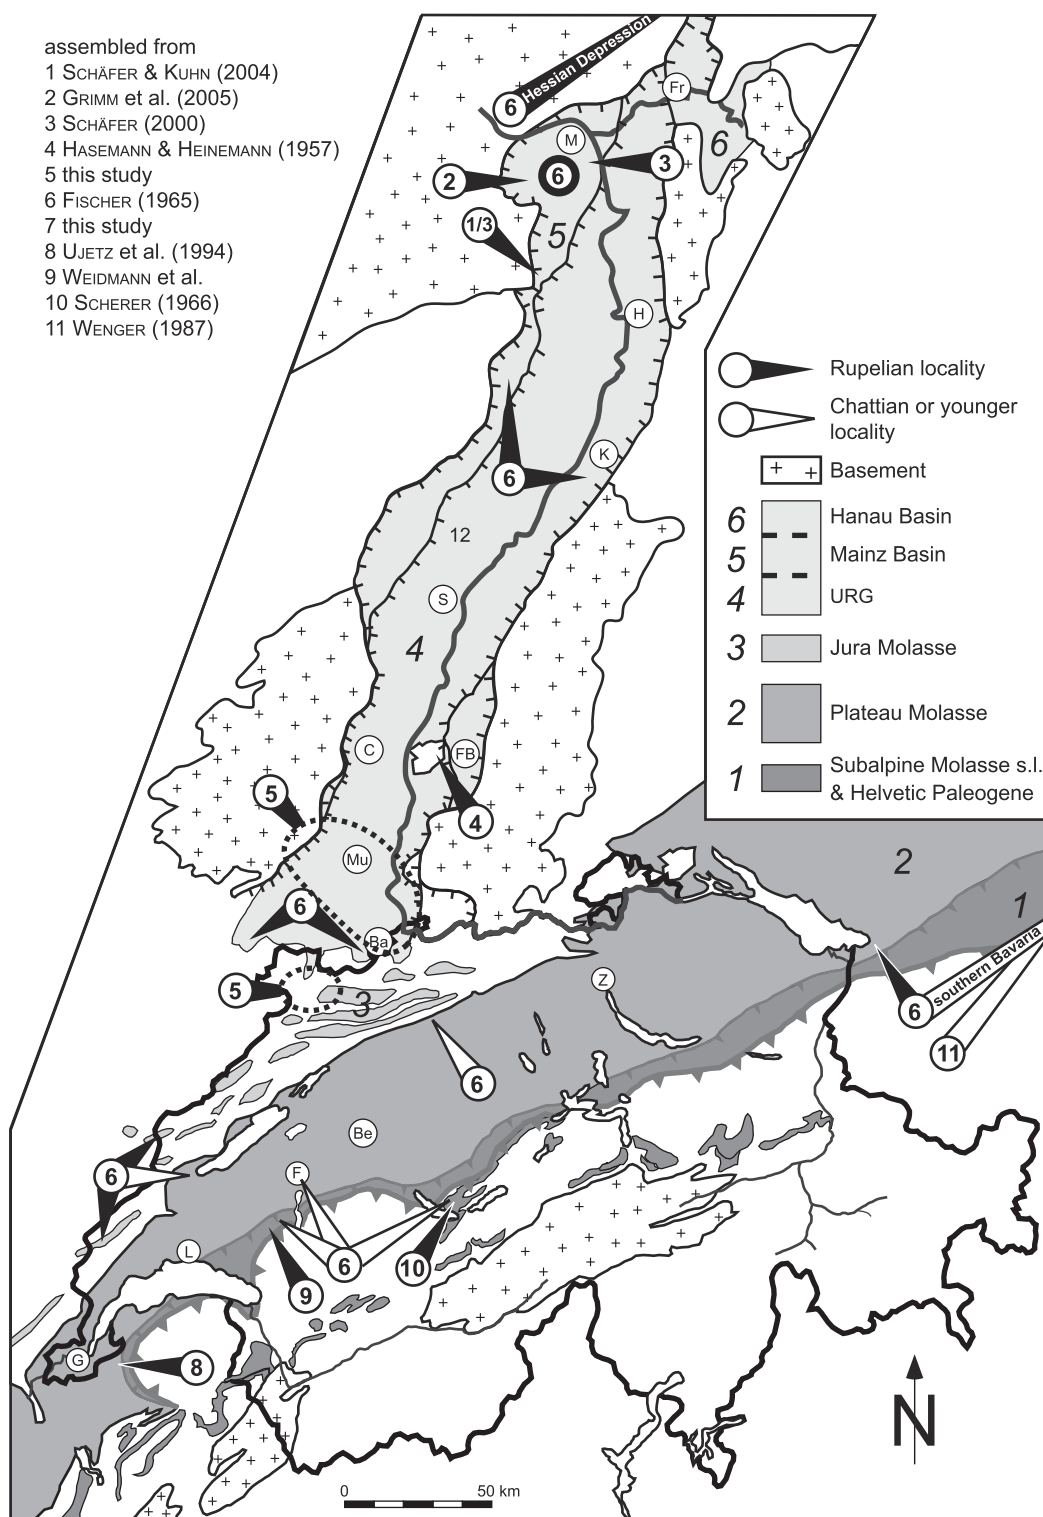 assembled from
1 SCHÄFER & KUHN (2004)
2 GRIMM et al. (2005)
3 SCHÄFER (2000)
4 HASEMANN & HEINEMANN (1957)
5 this study
6 FISCHER (1965)
7 this study
8 UJETZ et al. (1994)
9 WEIDMANN et al.
10 SCHERER (1966)
11 WENGER (1987)
6 Hessian Depression
Fr
M
6
2
6
3
1/3
5
H
K
6
12
S
4
C
FB
5
4
Mu
6
Ba
5
3
Z
6
2
1
6 southern Bavaria
11
Be
6
F
L
6
10
9
G
8
Rupelian locality
Chattian or younger
locality
Basement
6 Hanau Basin
5 Mainz Basin
4 URG
3 Jura Molasse
2 Plateau Molasse
1 Subalpine Molasse s.l.
& Helvetic Paleogene
N
0 50 km